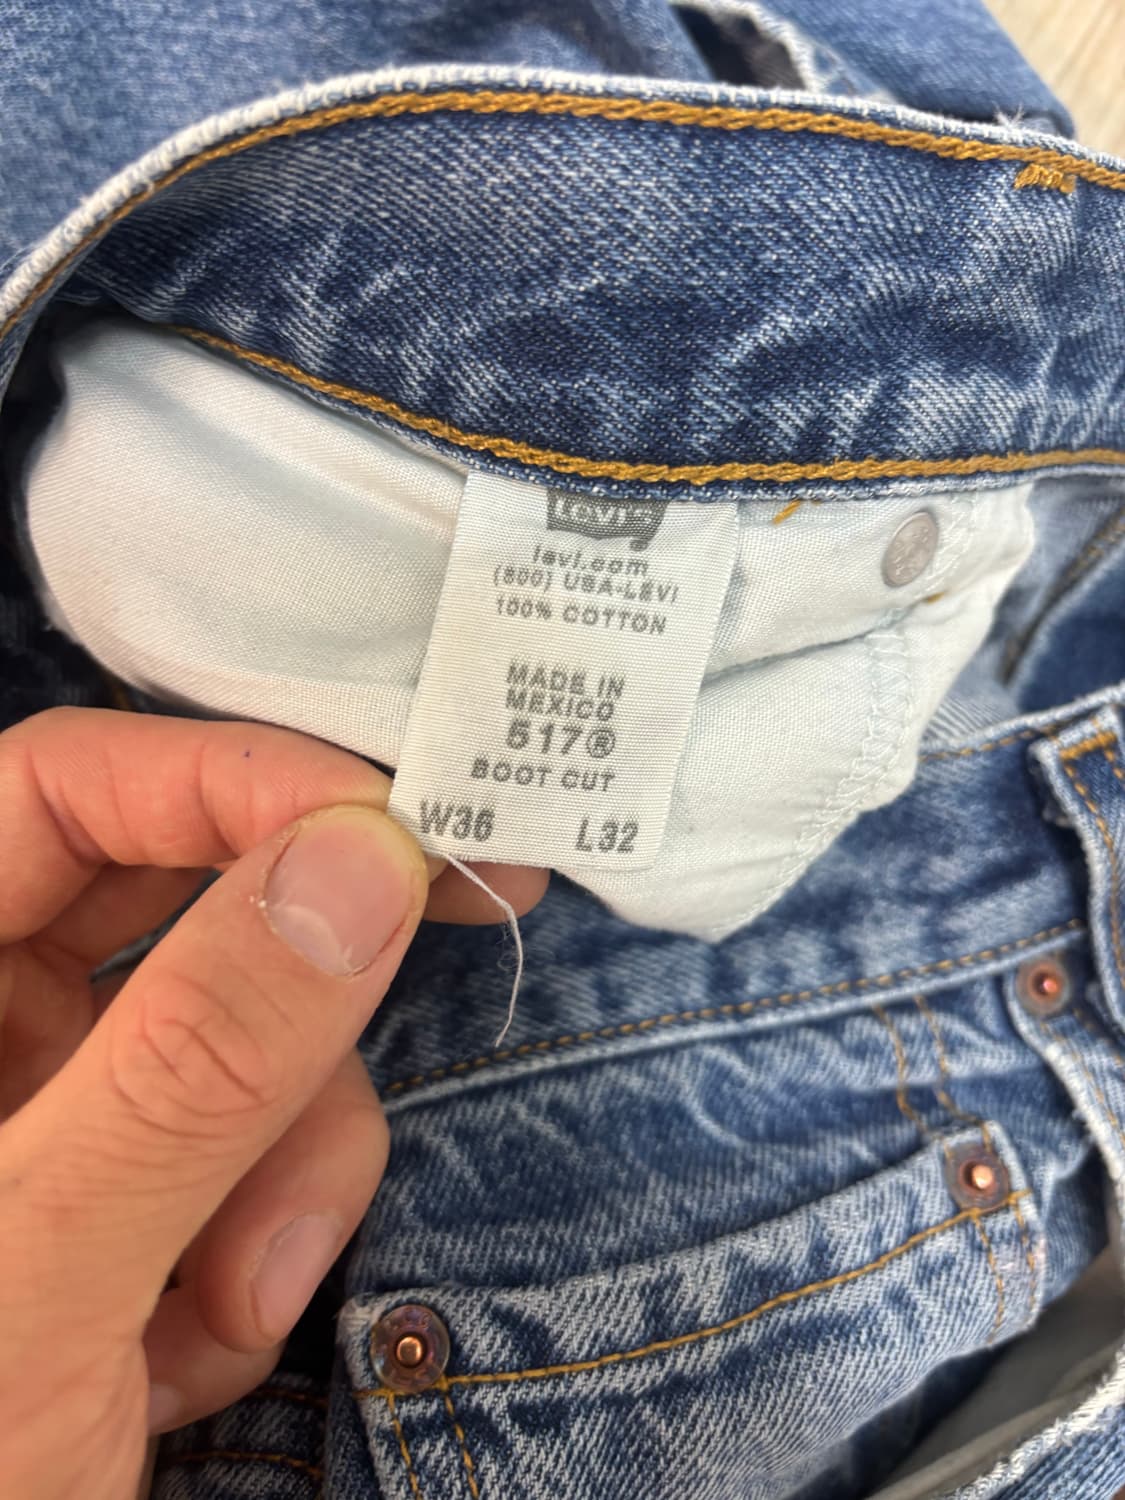 LEVI'S
levi.com
(800) USA-LEVI
100% COTTON
MADE IN
MEXICO
517®
BOOT CUT
W36 L32